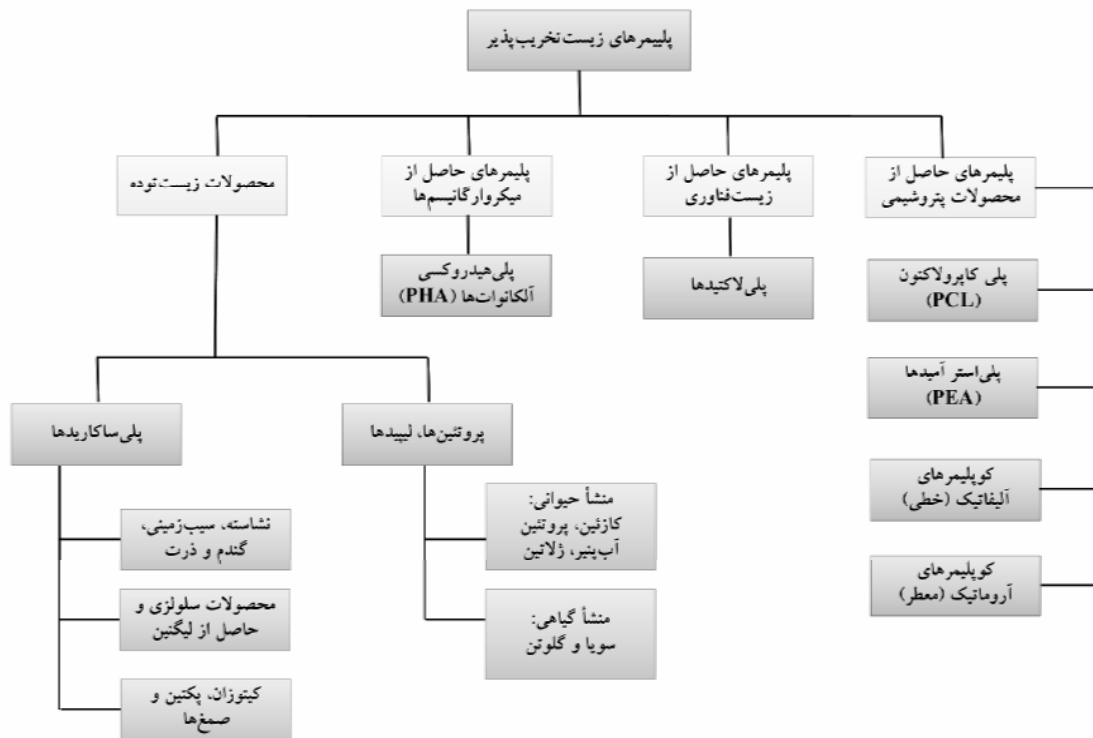 پلییمرهای زیست‌تخریب‌پذیر
پلیمرهای حاصل از
محصولات پتروشیمی
پلیمرهای حاصل از
زیست‌فناوری
پلیمرهای حاصل از
میکروارگانیسم‌ها
محصولات زیست‌توده
پلی کاپرولاکتون
(PCL)
پلی‌لاکتیدها
پلی‌هیدروکسی
آلکانوات‌ها (PHA)
پلی‌استر آمیدها
(PEA)
پروتئین‌ها، لیپیدها
پلی‌ساکاریدها
کوپلیمرهای
آلیفاتیک (خطی)
منشأ حیوانی:
کازئین، پروتئین
آب‌پنیر، ژلاتین
نشاسته، سیب‌زمینی،
گندم و ذرت
کوپلیمرهای
آروماتیک (معطر)
منشأ گیاهی:
سویا و گلوتن
محصولات سلولزی و
حاصل از لیگنین
کیتوزان، پکتین و
صمغ‌ها